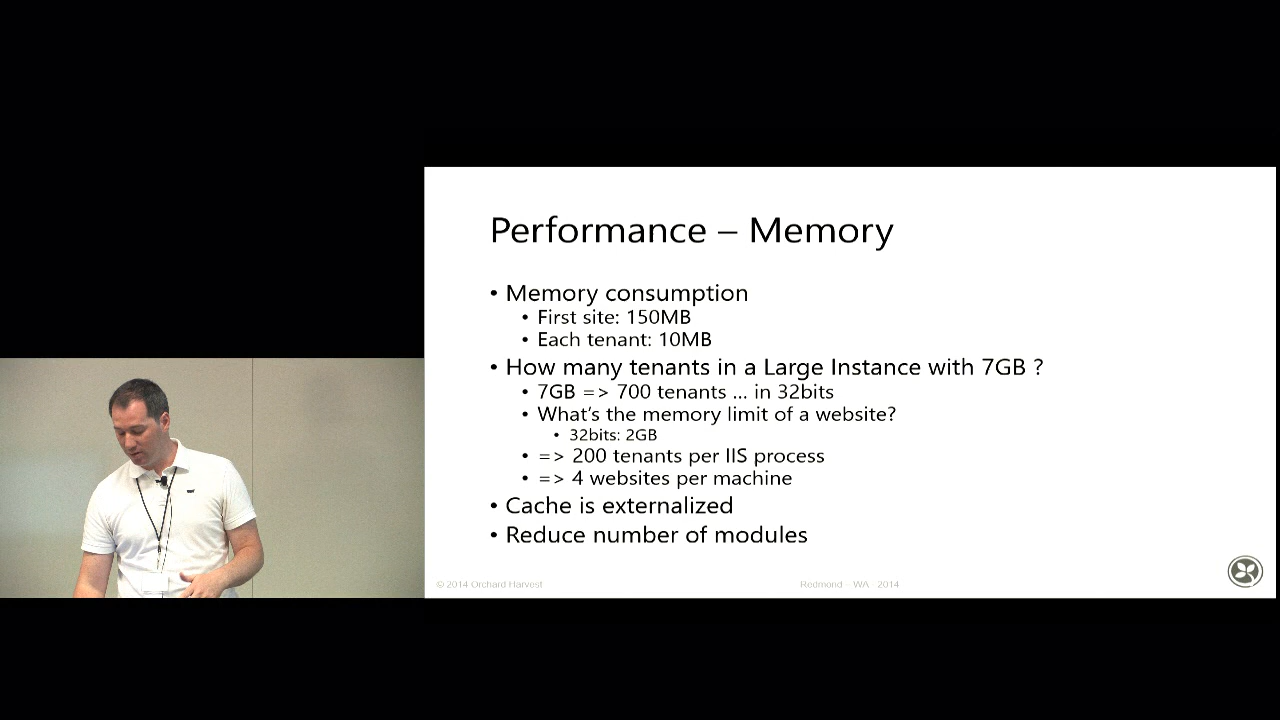 Performance – Memory
• Memory consumption
• First site: 150MB
• Each tenant: 10MB
• How many tenants in a Large Instance with 7GB ?
• 7GB => 700 tenants ... in 32bits
• What's the memory limit of a website?
• 32bits: 2GB
• => 200 tenants per IIS process
• => 4 websites per machine
• Cache is externalized
• Reduce number of modules
© 2014 Orchard Harvest
Redmond - WA - 2014